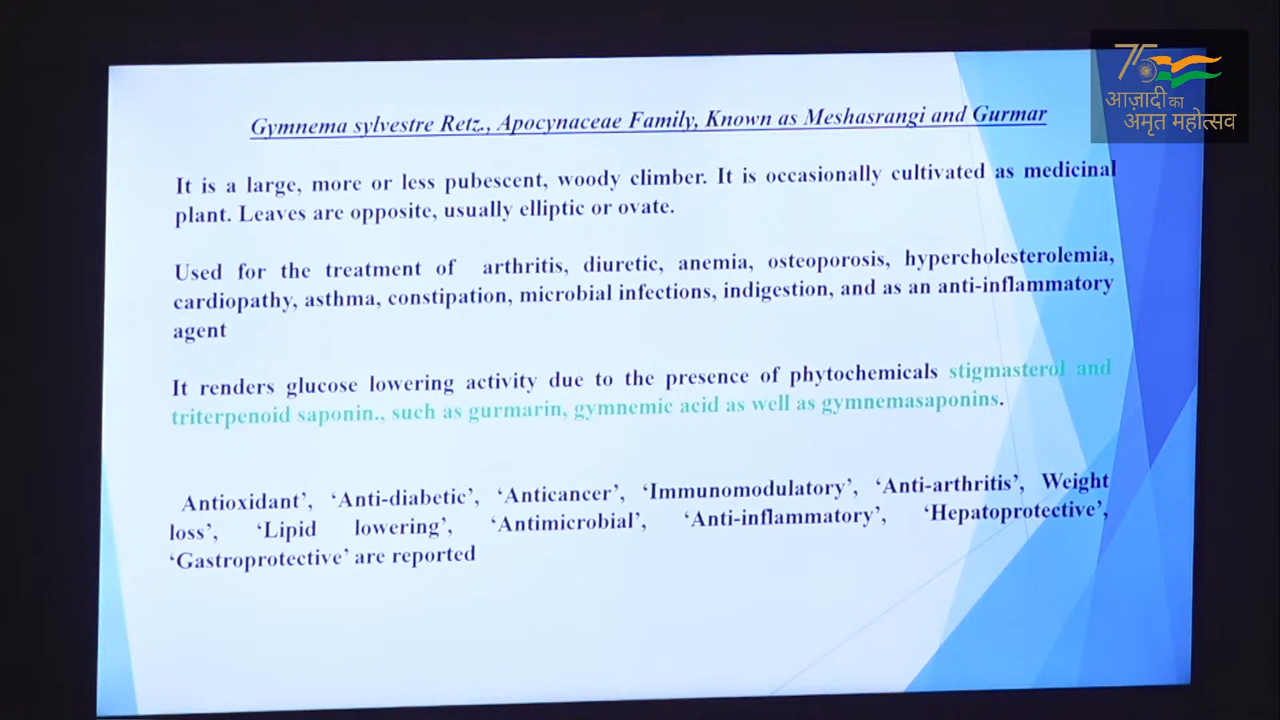 75
आज़ादी का
अमृत महोत्सव
Gymnema sylvestre Retz., Apocynaceae Family, Known as Meshasrangi and Gurmar
It is a large, more or less pubescent, woody climber. It is occasionally cultivated as medicinal
plant. Leaves are opposite, usually elliptic or ovate.
Used for the treatment of arthritis, diuretic, anemia, osteoporosis, hypercholesterolemia,
cardiopathy, asthma, constipation, microbial infections, indigestion, and as an anti-inflammatory
agent
It renders glucose lowering activity due to the presence of phytochemicals stigmasterol and
triterpenoid saponin., such as gurmarin, gymnemic acid as well as gymnemasaponins.
Antioxidant’, ‘Anti-diabetic’, ‘Anticancer’, ‘Immunomodulatory’, ‘Anti-arthritis’, Weight
loss’, ‘Lipid lowering’, ‘Antimicrobial’, ‘Anti-inflammatory’, ‘Hepatoprotective’,
‘Gastroprotective’ are reported